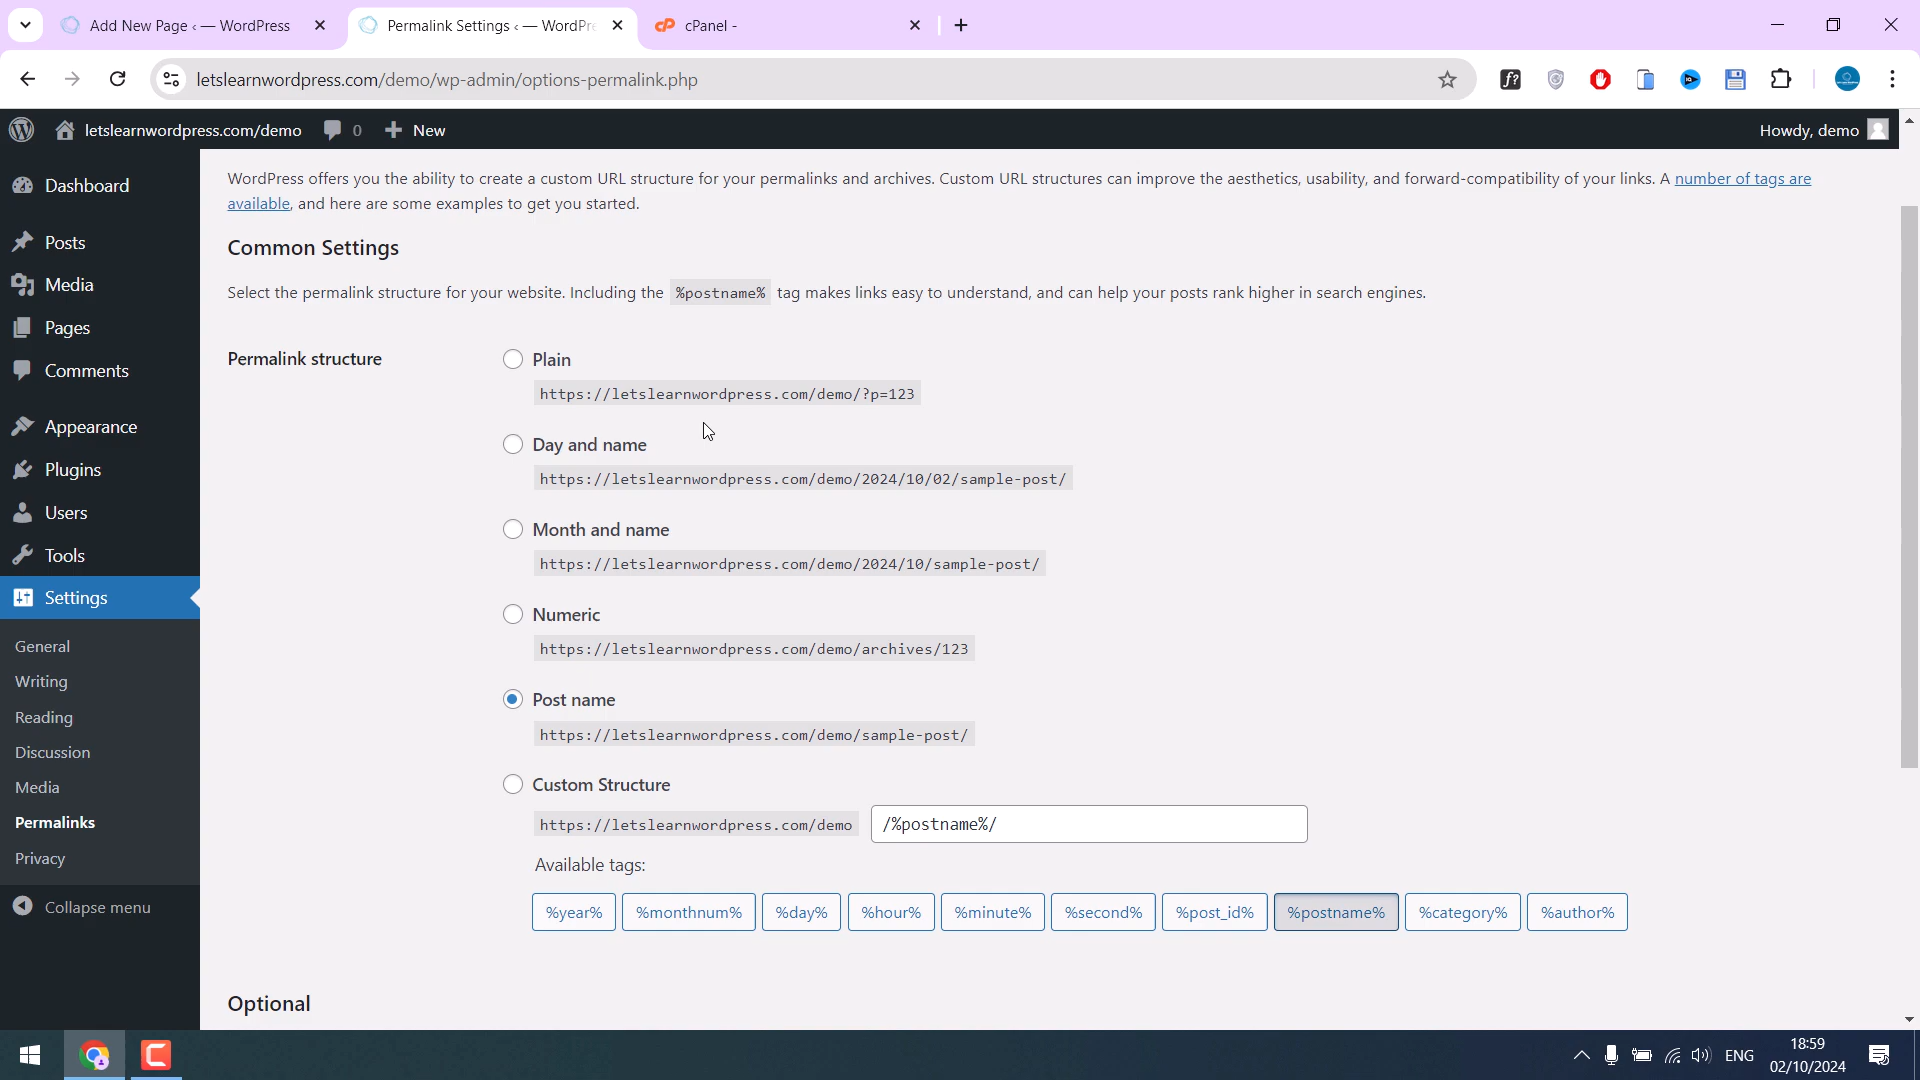 Add New Page ‹ — WordPress
Permalink Settings ‹ — WordPre
cPanel -
letslearnwordpress.com/demo/wp-admin/options-permalink.php
letslearnwordpress.com/demo
0
New
Howdy, demo
Dashboard
Posts
Media
Pages
Comments
Appearance
Plugins
Users
Tools
Settings
General
Writing
Reading
Discussion
Media
Permalinks
Privacy
Collapse menu
WordPress offers you the ability to create a custom URL structure for your permalinks and archives. Custom URL structures can improve the aesthetics, usability, and forward-compatibility of your links. A number of tags are
available, and here are some examples to get you started.
Common Settings
Select the permalink structure for your website. Including the %postname% tag makes links easy to understand, and can help your posts rank higher in search engines.
Permalink structure
Plain
https://letslearnwordpress.com/demo/?p=123
Day and name
https://letslearnwordpress.com/demo/2024/10/02/sample-post/
Month and name
https://letslearnwordpress.com/demo/2024/10/sample-post/
Numeric
https://letslearnwordpress.com/demo/archives/123
Post name
https://letslearnwordpress.com/demo/sample-post/
Custom Structure
https://letslearnwordpress.com/demo /%postname%/
Available tags:
%year% %monthnum% %day% %hour% %minute% %second% %post_id% %postname% %category% %author%
Optional
ENG
18:59
02/10/2024